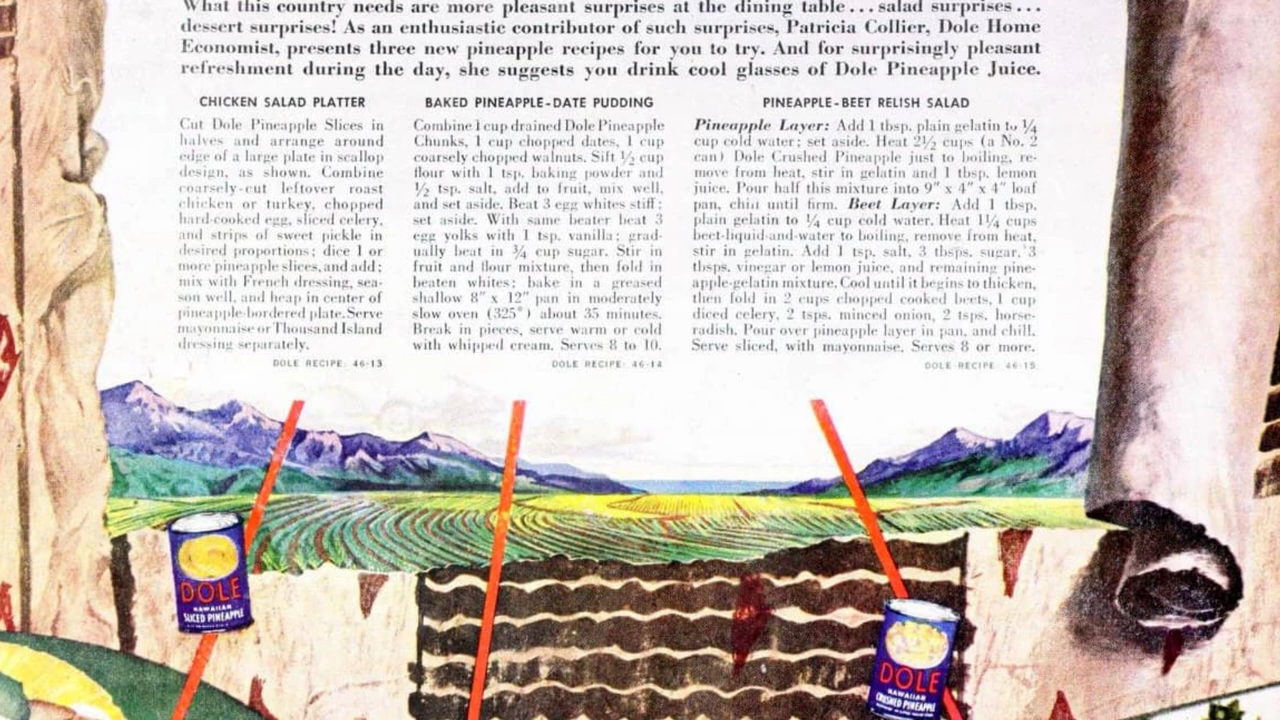 What this country needs are more pleasant surprises at the dining table...salad surprises...
dessert surprises! As an enthusiastic contributor of such surprises, Patricia Collier, Dole Home
Economist, presents three new pineapple recipes for you to try. And for surprisingly pleasant
refreshment during the day, she suggests you drink cool glasses of Dole Pineapple Juice.
CHICKEN SALAD PLATTER
Cut Dole Pineapple Slices in
halves and arrange around
edge of a large plate in scallop
design, as shown. Combine
coarsely-cut leftover roast
chicken or turkey, chopped
hard-cooked egg, sliced celery,
and strips of sweet pickle in
desired proportions; dice 1 or
more pineapple slices, and add;
mix with French dressing, sea-
son well, and heap in center of
pineapple-bordered plate. Serve
mayonnaise or Thousand Island
dressing separately.
DOLE RECIPE: 46-13
BAKED PINEAPPLE-DATE PUDDING
Combine 1 cup drained Dole Pineapple
Chunks, 1 cup chopped dates, 1 cup
coarsely chopped walnuts. Sift ½ cup
flour with 1 tsp. baking powder and
½ tsp. salt, add to fruit, mix well,
and set aside. Beat 3 egg whites stiff;
set aside. With same beater beat 3
egg yolks with 1 tsp. vanilla; grad-
ually beat in ¾ cup sugar. Stir in
fruit and flour mixture, then fold in
beaten whites; bake in a greased
shallow 8" x 12" pan in moderately
slow oven (325°) about 35 minutes.
Break in pieces, serve warm or cold
with whipped cream. Serves 8 to 10.
DOLE RECIPE: 46-14
PINEAPPLE-BEET RELISH SALAD
Pineapple Layer: Add 1 tbsp. plain gelatin to ¼
cup cold water; set aside. Heat 2½ cups (a No. 2
can) Dole Crushed Pineapple just to boiling, re-
move from heat, stir in gelatin and 1 tbsp. lemon
juice. Pour half this mixture into 9" x 4" x 4" loaf
pan, chill until firm. Beet Layer: Add 1 tbsp.
plain gelatin to ¼ cup cold water. Heat 1¼ cups
beet-liquid-and-water to boiling, remove from heat,
stir in gelatin. Add 1 tsp. salt, 3 tbsps. sugar, 3
tbsps. vinegar or lemon juice, and remaining pine-
apple-gelatin mixture. Cool until it begins to thicken,
then fold in 2 cups chopped cooked beets, 1 cup
diced celery, 2 tsps. minced onion, 2 tsps. horse-
radish. Pour over pineapple layer in pan, and chill.
Serve sliced, with mayonnaise. Serves 8 or more.
DOLE RECIPE: 46-15
DOLE
HAWAIIAN
SLICED PINEAPPLE
DOLE
HAWAIIAN
CRUSHED PINEAPPLE